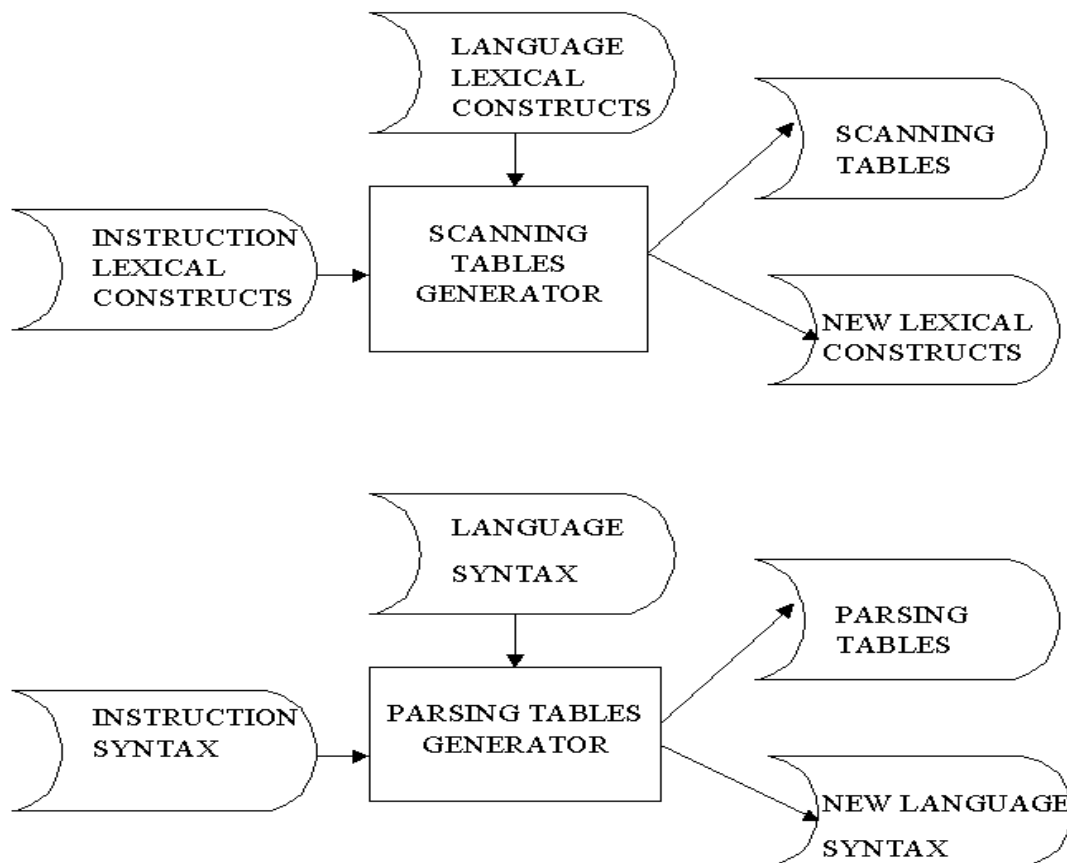 LANGUAGE
LEXICAL
CONSTRUCTS
SCANNING
TABLES
INSTRUCTION
LEXICAL
CONSTRUCTS
SCANNING
TABLES
GENERATOR
NEW LEXICAL
CONSTRUCTS
LANGUAGE
SYNTAX
PARSING
TABLES
INSTRUCTION
SYNTAX
PARSING TABLES
GENERATOR
NEW LANGUAGE
SYNTAX